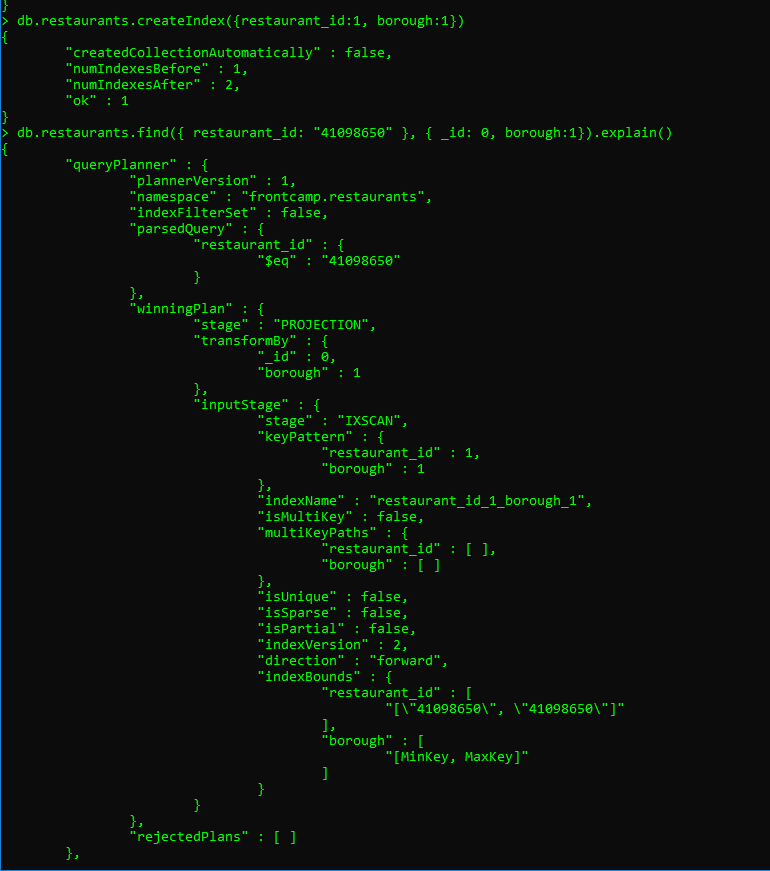 }
> db.restaurants.createIndex({restaurant_id:1, borough:1})
{
        "createdCollectionAutomatically" : false,
        "numIndexesBefore" : 1,
        "numIndexesAfter" : 2,
        "ok" : 1
}
> db.restaurants.find({ restaurant_id: "41098650" }, { _id: 0, borough:1}).explain()
{
        "queryPlanner" : {
                "plannerVersion" : 1,
                "namespace" : "frontcamp.restaurants",
                "indexFilterSet" : false,
                "parsedQuery" : {
                        "restaurant_id" : {
                                "$eq" : "41098650"
                        }
                },
                "winningPlan" : {
                        "stage" : "PROJECTION",
                        "transformBy" : {
                                "_id" : 0,
                                "borough" : 1
                        },
                        "inputStage" : {
                                "stage" : "IXSCAN",
                                "keyPattern" : {
                                        "restaurant_id" : 1,
                                        "borough" : 1
                                },
                                "indexName" : "restaurant_id_1_borough_1",
                                "isMultiKey" : false,
                                "multiKeyPaths" : {
                                        "restaurant_id" : [ ],
                                        "borough" : [ ]
                                },
                                "isUnique" : false,
                                "isSparse" : false,
                                "isPartial" : false,
                                "indexVersion" : 2,
                                "direction" : "forward",
                                "indexBounds" : {
                                        "restaurant_id" : [
                                                "[\"41098650\", \"41098650\"]"
                                        ],
                                        "borough" : [
                                                "[MinKey, MaxKey]"
                                        ]
                                }
                        }
                },
                "rejectedPlans" : [ ]
        },